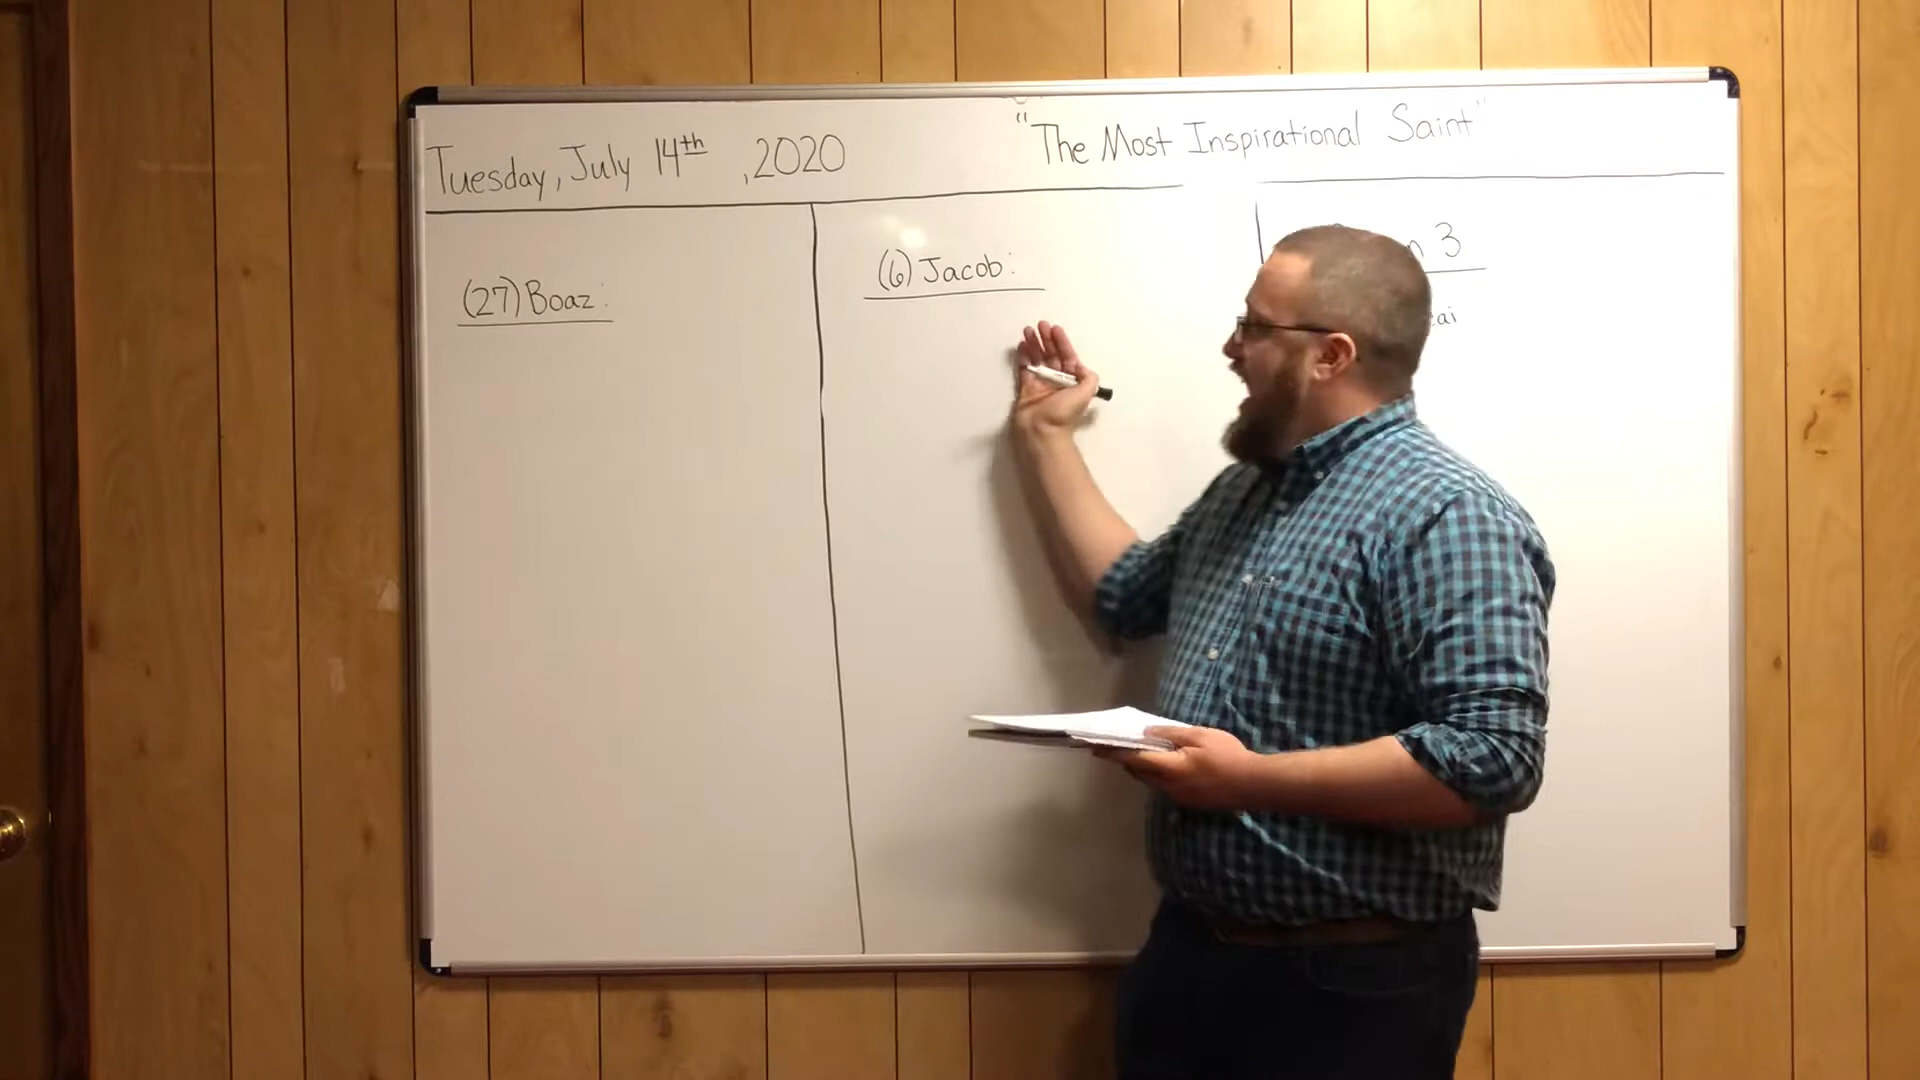 Tuesday, July 14th, 2020
"The Most Inspirational Saint"
(27) Boaz:
(6) Jacob:
3